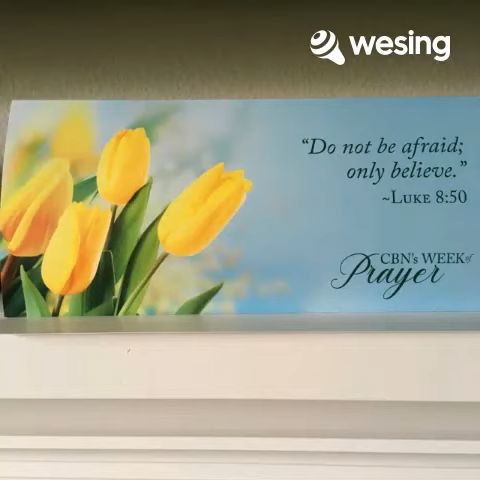 wesing
“Do not be afraid;
only believe.”
~Luke 8:50
CBN's WEEK of
Prayer